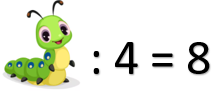 : 4 = 8